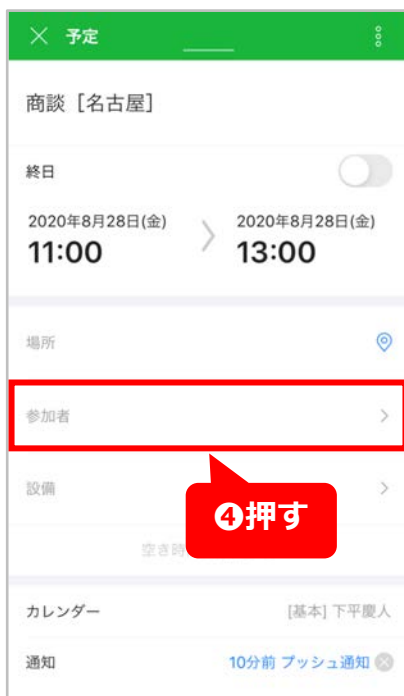 予定
商談［名古屋］
終日
2020年8月28日(金) 2020年8月28日(金)
11:00 13:00
場所
参加者
設備
❹押す
空き時
カレンダー [基本] 下平慶人
通知 10分前 プッシュ通知